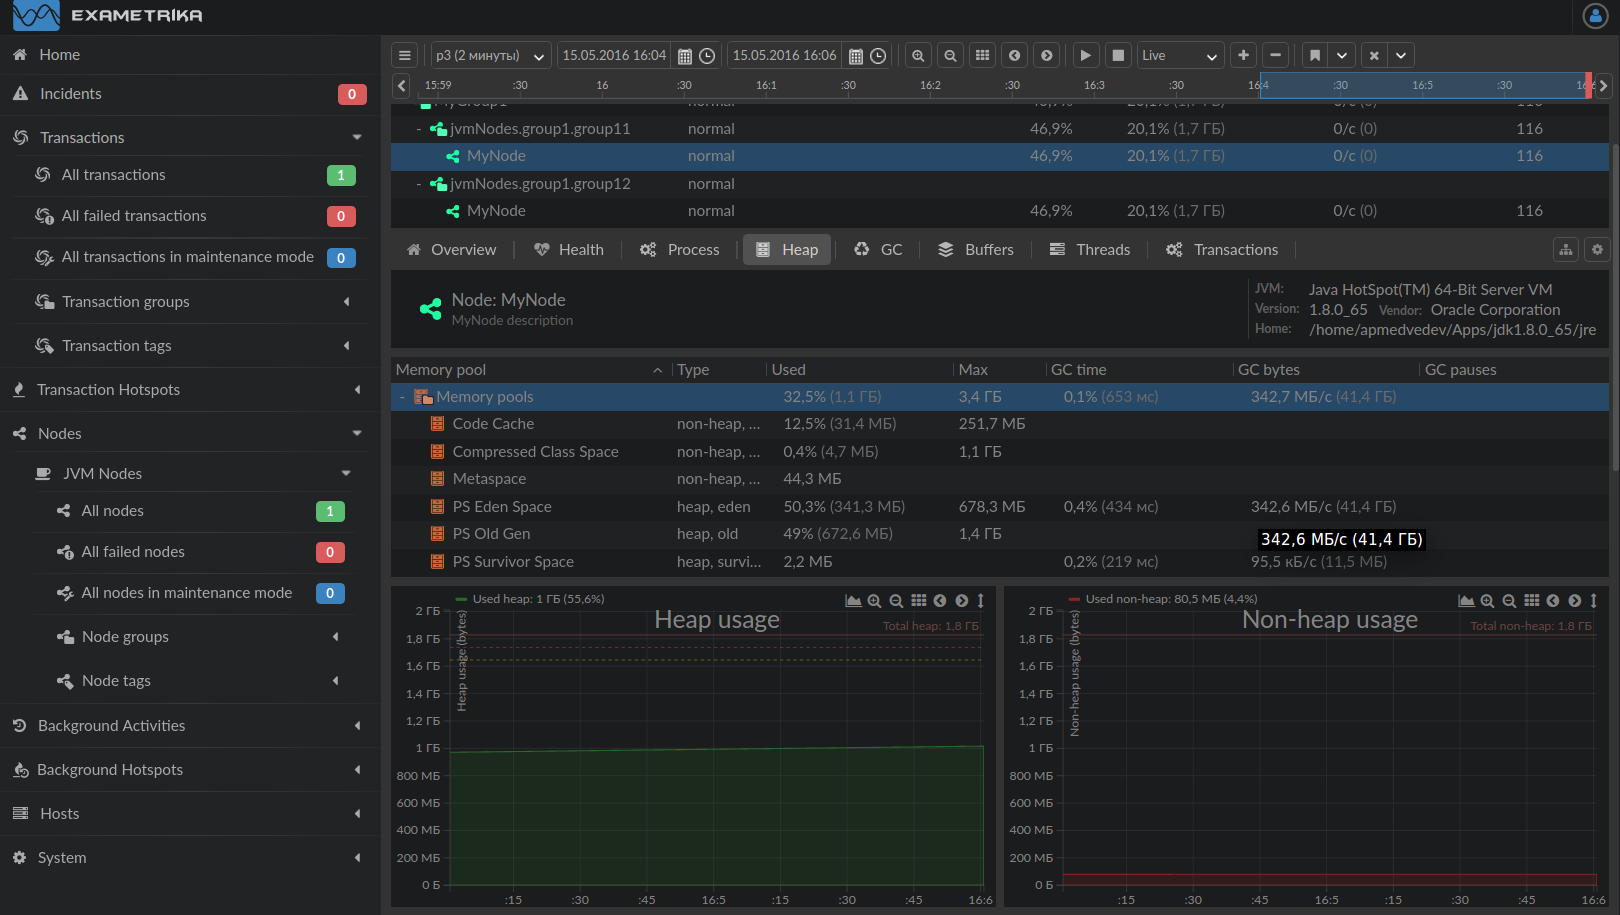 EXAMETRIKA
Home
Incidents 0
Transactions
All transactions 1
All failed transactions 0
All transactions in maintenance mode 0
Transaction groups
Transaction tags
Transaction Hotspots
Nodes
JVM Nodes
All nodes 1
All failed nodes 0
All nodes in maintenance mode 0
Node groups
Node tags
Background Activities
Background Hotspots
Hosts
System
p3 (2 минуты) 15.05.2016 16:04 15.05.2016 16:06 Live
15:59 :30 16 :30 16:1 :30 16:2 :30 16:3 :30 16:4 :30 16:5 :30
MyGroup1 46,9% 20,1% (1,7 ГБ) 0/с (0) 116
- jvmNodes.group1.group11 normal 46,9% 20,1% (1,7 ГБ) 0/с (0) 116
MyNode normal 46,9% 20,1% (1,7 ГБ) 0/с (0) 116
- jvmNodes.group1.group12 normal
MyNode normal 46,9% 20,1% (1,7 ГБ) 0/с (0) 116
Overview Health Process Heap GC Buffers Threads Transactions
Node: MyNode
MyNode description
JVM: Java HotSpot(TM) 64-Bit Server VM
Version: 1.8.0_65 Vendor: Oracle Corporation
Home: /home/apmedvedev/Apps/jdk1.8.0_65/jre
Memory pool Type Used Max GC time GC bytes GC pauses
- Memory pools 32,5% (1,1 ГБ) 3,4 ГБ 0,1% (653 мс) 342,7 МБ/с (41,4 ГБ)
Code Cache non-heap, ... 12,5% (31,4 МБ) 251,7 МБ
Compressed Class Space non-heap, ... 0,4% (4,7 МБ) 1,1 ГБ
Metaspace non-heap, ... 44,3 МБ
PS Eden Space heap, eden 50,3% (341,3 МБ) 678,3 МБ 0,4% (434 мс) 342,6 МБ/с (41,4 ГБ)
PS Old Gen heap, old 49% (672,6 МБ) 1,4 ГБ
342,6 МБ/с (41,4 ГБ)
PS Survivor Space heap, survi... 2,2 МБ 0,2% (219 мс) 95,5 кБ/с (11,5 МБ)
Used heap: 1 ГБ (55,6%)
Heap usage
Total heap: 1,8 ГБ
Heap usage (bytes)
2 ГБ
1,8 ГБ
1,6 ГБ
1,4 ГБ
1,2 ГБ
1 ГБ
800 МБ
600 МБ
400 МБ
200 МБ
0 Б
:15 :30 :45 16:5 :15 :30 :45 16:6
Used non-heap: 80,5 МБ (4,4%)
Non-heap usage
Total non-heap: 1,8 ГБ
Non-heap usage (bytes)
2 ГБ
1,8 ГБ
1,6 ГБ
1,4 ГБ
1,2 ГБ
1 ГБ
800 МБ
600 МБ
400 МБ
200 МБ
0 Б
:15 :30 :45 16:5 :15 :30 :45 16:6